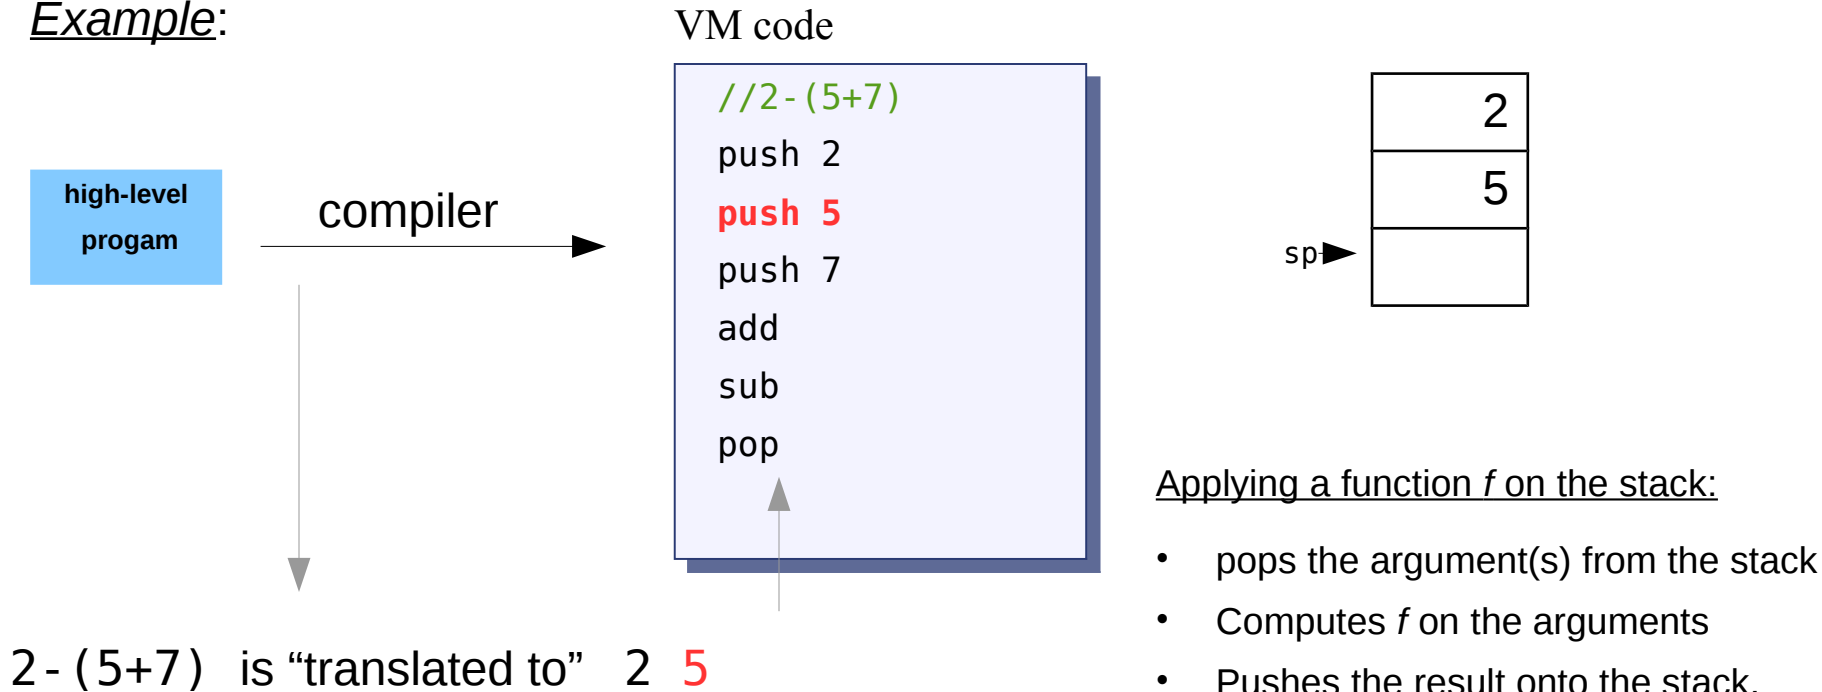 Example:
VM code
//2-(5+7)
push 2
push 5
push 7
add
sub
pop
high-level
progam
compiler
2
5
sp
Applying a function f on the stack:
• pops the argument(s) from the stack
• Computes f on the arguments
• Pushes the result onto the stack.
2-(5+7) is “translated to” 2 5